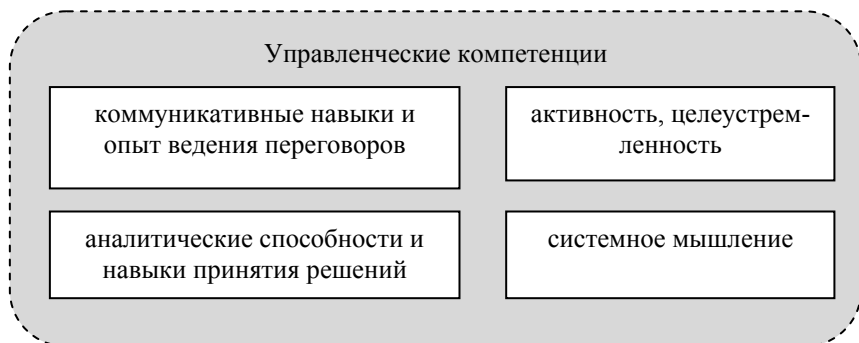 Управленческие компетенции
коммуникативные навыки и
опыт ведения переговоров
активность, целеустрем-
ленность
аналитические способности и
навыки принятия решений
системное мышление